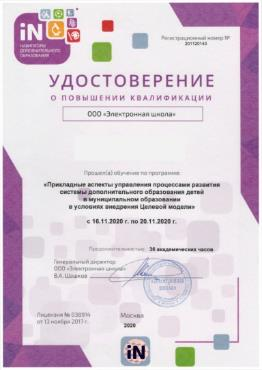 iN
НАВИГАТОРЫ
ДОПОЛНИТЕЛЬНОГО
ОБРАЗОВАНИЯ
Регистрационный номер №
201120143
УДОСТОВЕРЕНИЕ
О ПОВЫШЕНИИ КВАЛИФИКАЦИИ
ООО «Электронная школа»
Прошел(а) обучение по программе
«Прикладные аспекты управления процессами развития
системы дополнительного образования детей
в муниципальном образовании
в условиях внедрения Целевой модели»
с 16.11.2020 г. по 20.11.2020 г.
Продолжительностью 36 академических часов
Генеральный директор
ООО «Электронная школа»
В.А. Шашков
Лицензия № 038914
от 13 ноября 2017 г.
Москва
2020
iN